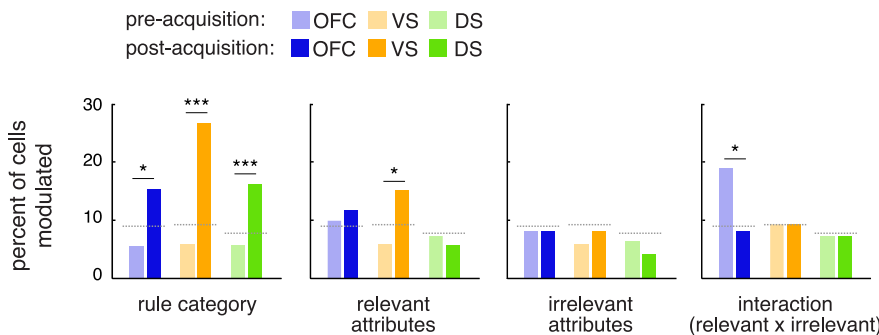 pre-acquisition: OFC VS DS
post-acquisition: OFC VS DS
percent of cells
modulated
30
20
10
0
* *** ***
*
*
rule category
relevant
attributes
irrelevant
attributes
interaction
(relevant x irrelevant)